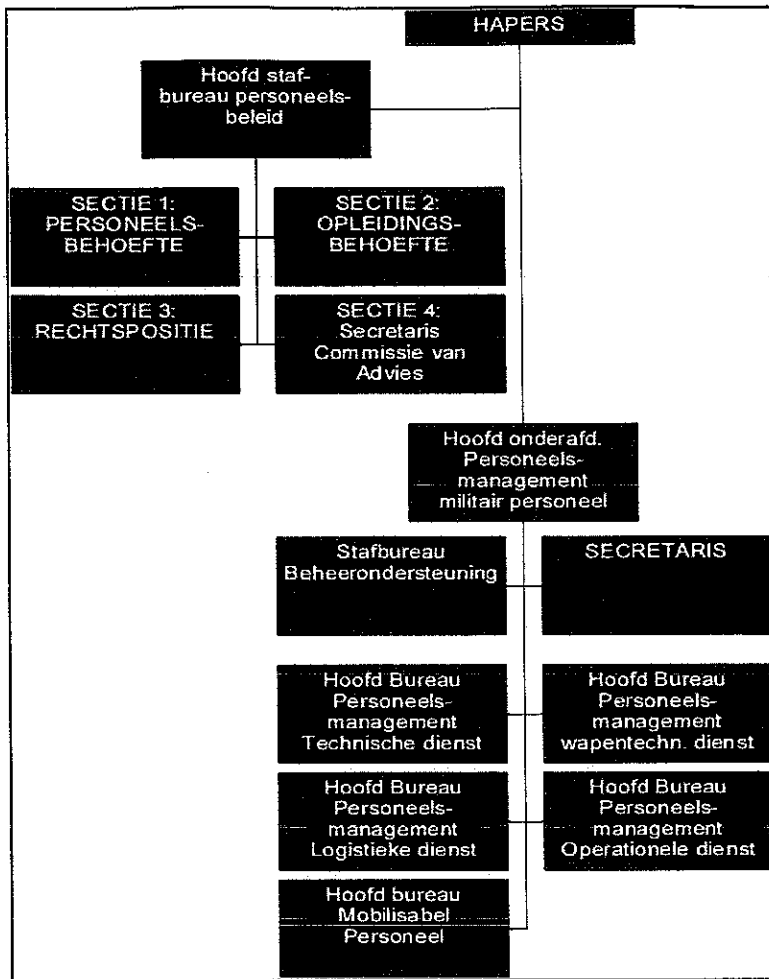 HAPERS
Hoofd staf-
bureau personeels-
beleid
SECTIE 1:
PERSONEELS-
BEHOEFTE
SECTIE 2:
OPLEIDINGS-
BEHOEFTE
SECTIE 3:
RECHTSPOSITIE
SECTIE 4:
Secretaris
Commissie van
Advies
Hoofd onderafd.
Personeels-
management
militair personeel
Stafbureau
Beheerondersteuning
SECRETARIS
Hoofd Bureau
Personeels-
management
Technische dienst
Hoofd Bureau
Personeels-
management
wapentechn. dienst
Hoofd Bureau
Personeels-
management
Logistieke dienst
Hoofd Bureau
Personeels-
management
Operationele dienst
Hoofd bureau
Mobilisabel
Personeel